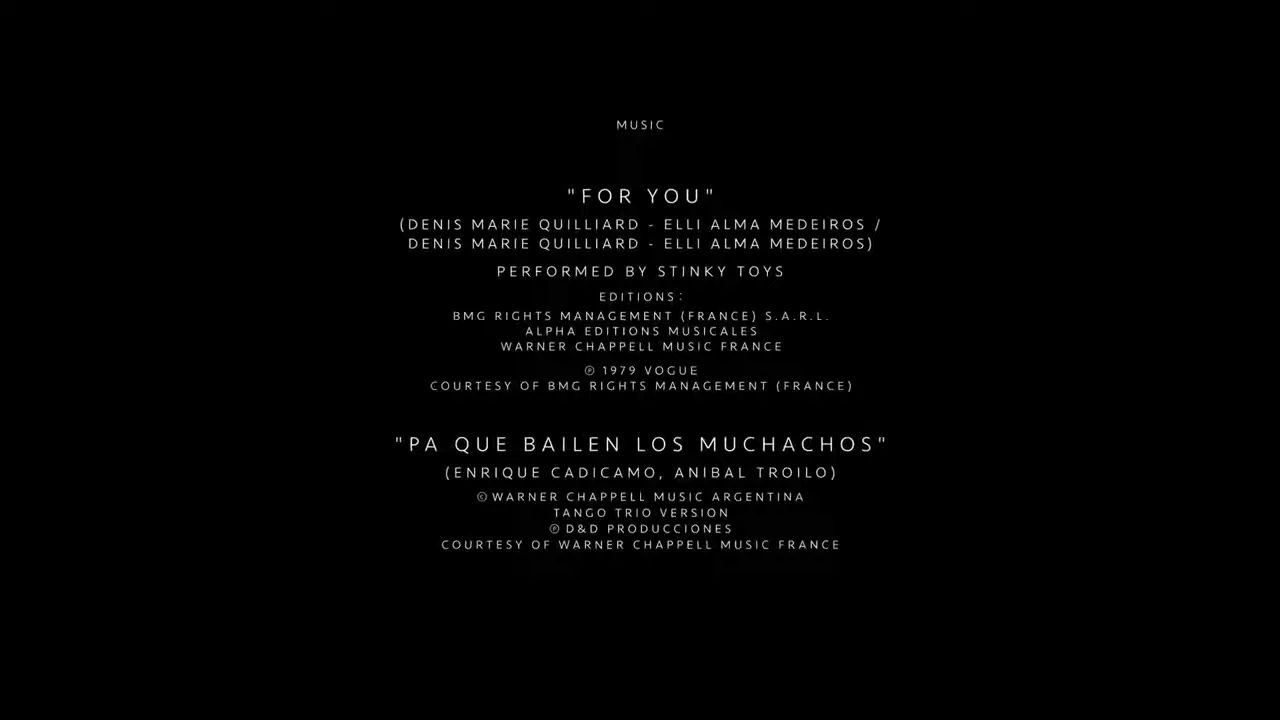 MUSIC
"FOR YOU"
(DENIS MARIE QUILLIARD - ELLI ALMA MEDEIROS /
DENIS MARIE QUILLIARD - ELLI ALMA MEDEIROS)
PERFORMED BY STINKY TOYS
EDITIONS:
BMG RIGHTS MANAGEMENT (FRANCE) S.A.R.L.
ALPHA EDITIONS MUSICALES
WARNER CHAPPELL MUSIC FRANCE
℗ 1979 VOGUE
COURTESY OF BMG RIGHTS MANAGEMENT (FRANCE)
"PA QUE BAILEN LOS MUCHACHOS"
(ENRIQUE CADICAMO, ANIBAL TROILO)
© WARNER CHAPPELL MUSIC ARGENTINA
TANGO TRIO VERSION
℗ D&D PRODUCCIONES
COURTESY OF WARNER CHAPPELL MUSIC FRANCE